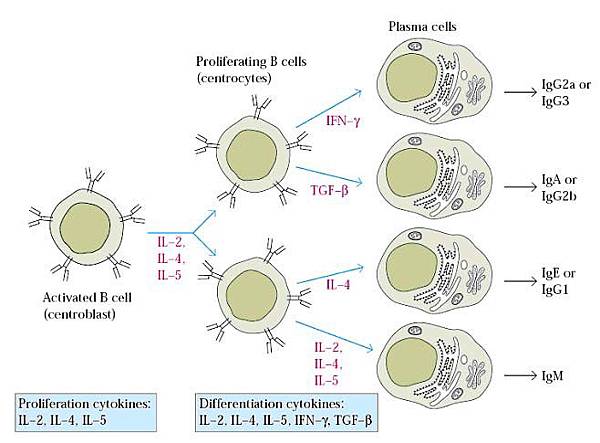 Plasma cells
Proliferating B cells
(centrocytes)
IFN-γ
IgG2a or
IgG3
TGF-β
IgA or
IgG2b
IL-2,
IL-4,
IL-5
Activated B cell
(centroblast)
IL-4
IgE or
IgG1
IL-2,
IL-4,
IL-5
IgM
Proliferation cytokines:
IL-2, IL-4, IL-5
Differentiation cytokines:
IL-2, IL-4, IL-5, IFN-γ, TGF-β